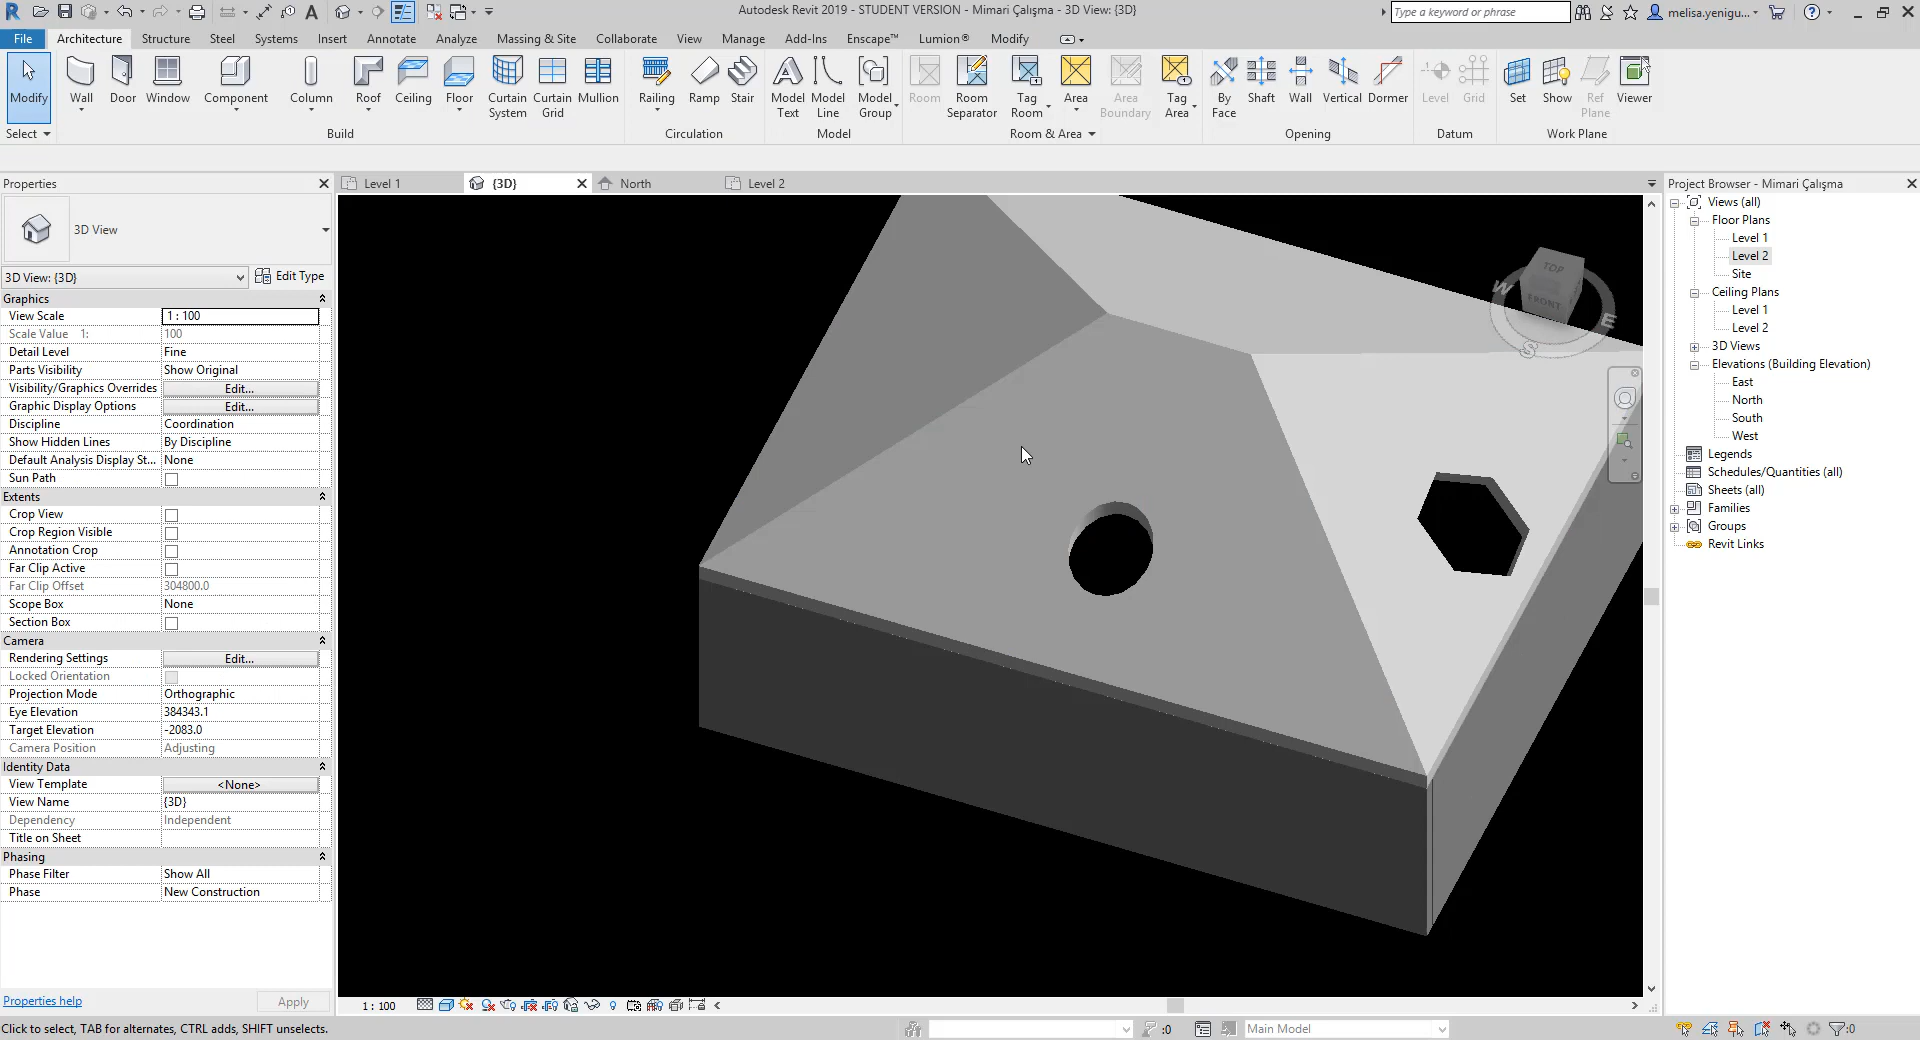 Autodesk Revit 2019 - STUDENT VERSION - Mimari Çalışma - 3D View: {3D}
Type a keyword or phrase
melisa.yenigu...
File Architecture Structure Steel Systems Insert Annotate Analyze Massing & Site Collaborate View Manage Add-Ins Enscape™ Lumion® Modify
Modify Wall Door Window Component Column Roof Ceiling Floor Curtain System Curtain Grid Mullion Railing Ramp Stair Model Text Model Line Model Group Room Room Separator Tag Room Area Area Boundary Tag Area By Face Shaft Wall Vertical Dormer Level Grid Set Show Ref Plane Viewer
Select Build Circulation Model Room & Area Opening Datum Work Plane
Properties
3D View
3D View: {3D} Edit Type
Graphics
View Scale 1 : 100
Scale Value 1: 100
Detail Level Fine
Parts Visibility Show Original
Visibility/Graphics Overrides Edit...
Graphic Display Options Edit...
Discipline Coordination
Show Hidden Lines By Discipline
Default Analysis Display St... None
Sun Path
Extents
Crop View
Crop Region Visible
Annotation Crop
Far Clip Active
Far Clip Offset 304800.0
Scope Box None
Section Box
Camera
Rendering Settings Edit...
Locked Orientation
Projection Mode Orthographic
Eye Elevation 384343.1
Target Elevation -2083.0
Camera Position Adjusting
Identity Data
View Template <None>
View Name {3D}
Dependency Independent
Title on Sheet
Phasing
Phase Filter Show All
Phase New Construction
Properties help Apply
Level 1 {3D} North Level 2
TOP
FRONT
W
S
E
1 : 100
Project Browser - Mimari Çalışma
Views (all)
Floor Plans
Level 1
Level 2
Site
Ceiling Plans
Level 1
Level 2
3D Views
Elevations (Building Elevation)
East
North
South
West
Legends
Schedules/Quantities (all)
Sheets (all)
Families
Groups
Revit Links
Click to select, TAB for alternates, CTRL adds, SHIFT unselects.
:0
Main Model
:0